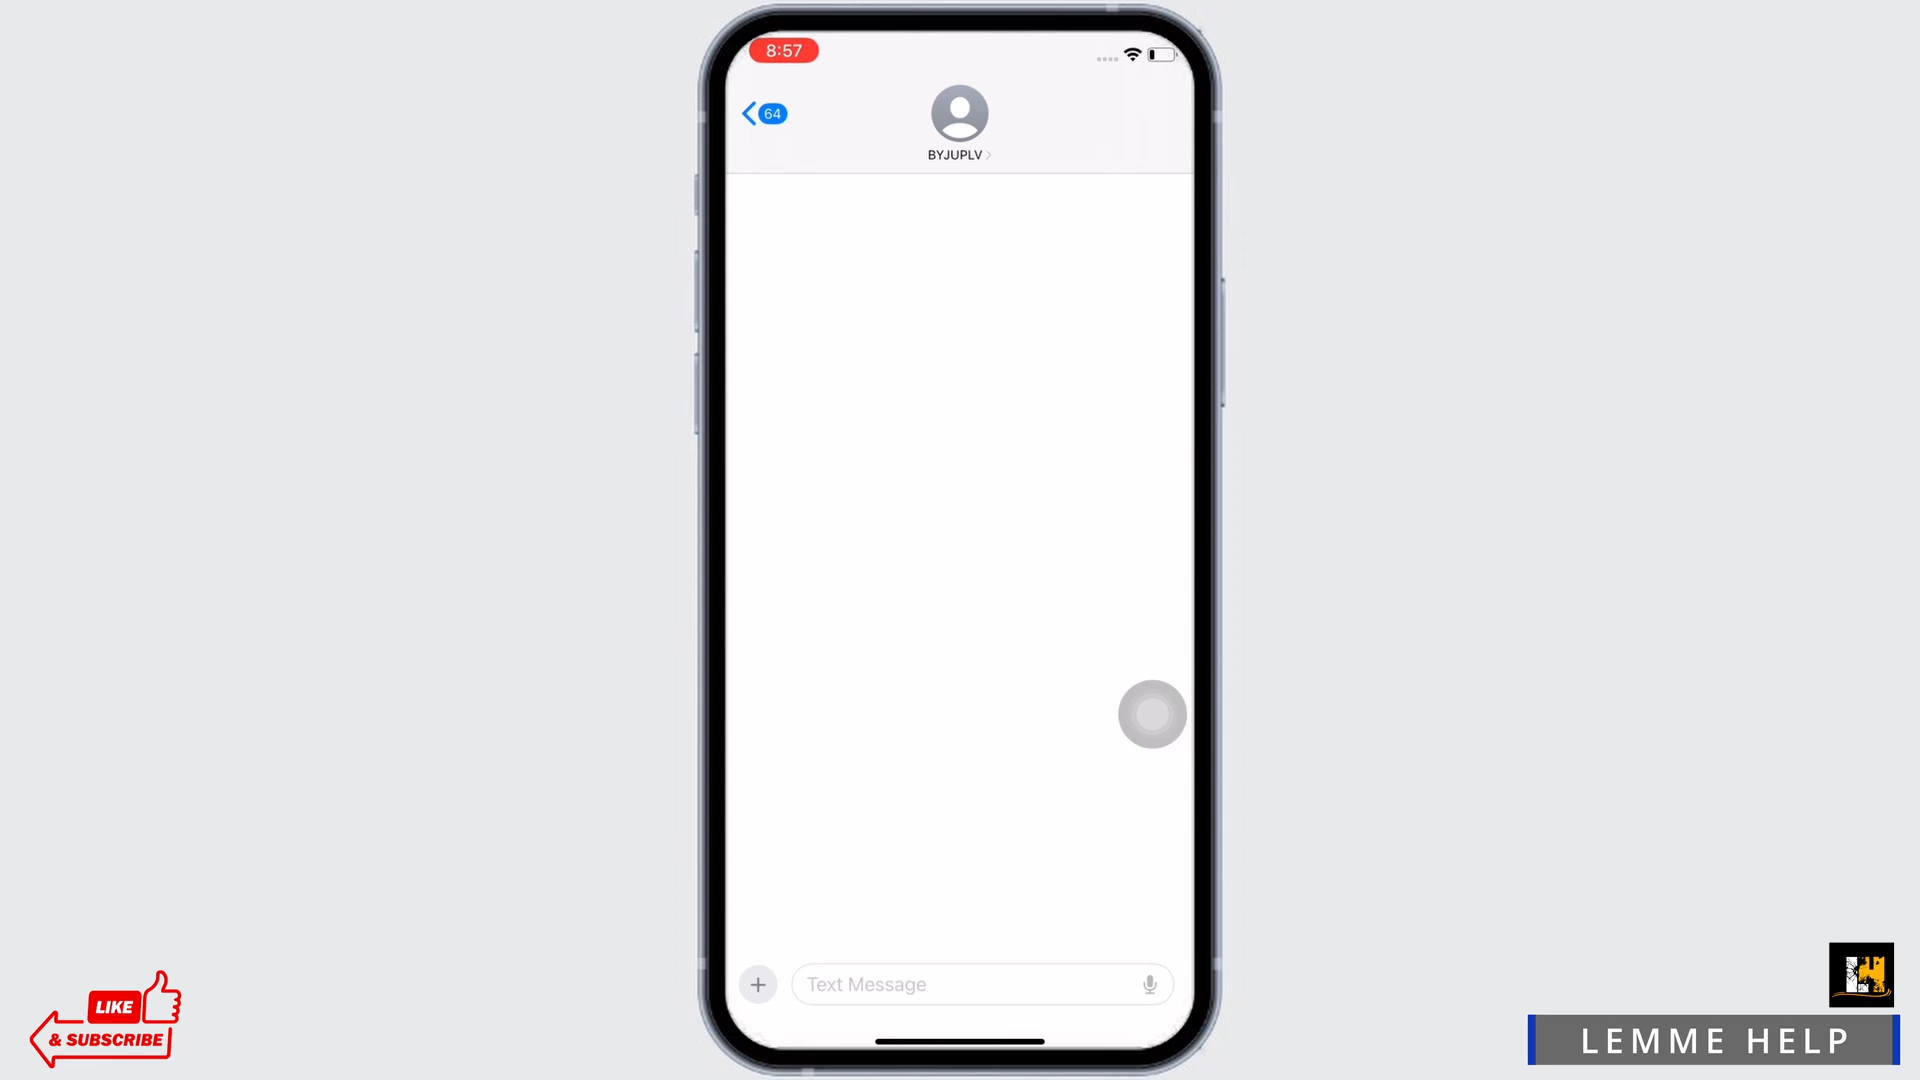 8:57
64
BYJUPLV
Text Message
LIKE
& SUBSCRIBE
LEMME HELP